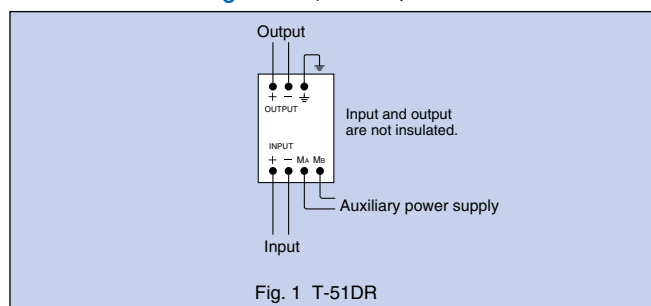 Output
+ − ⏚
OUTPUT
Input and output
are not insulated.
INPUT
+ − MA MB
Auxiliary power supply
Input
Fig. 1 T-51DR